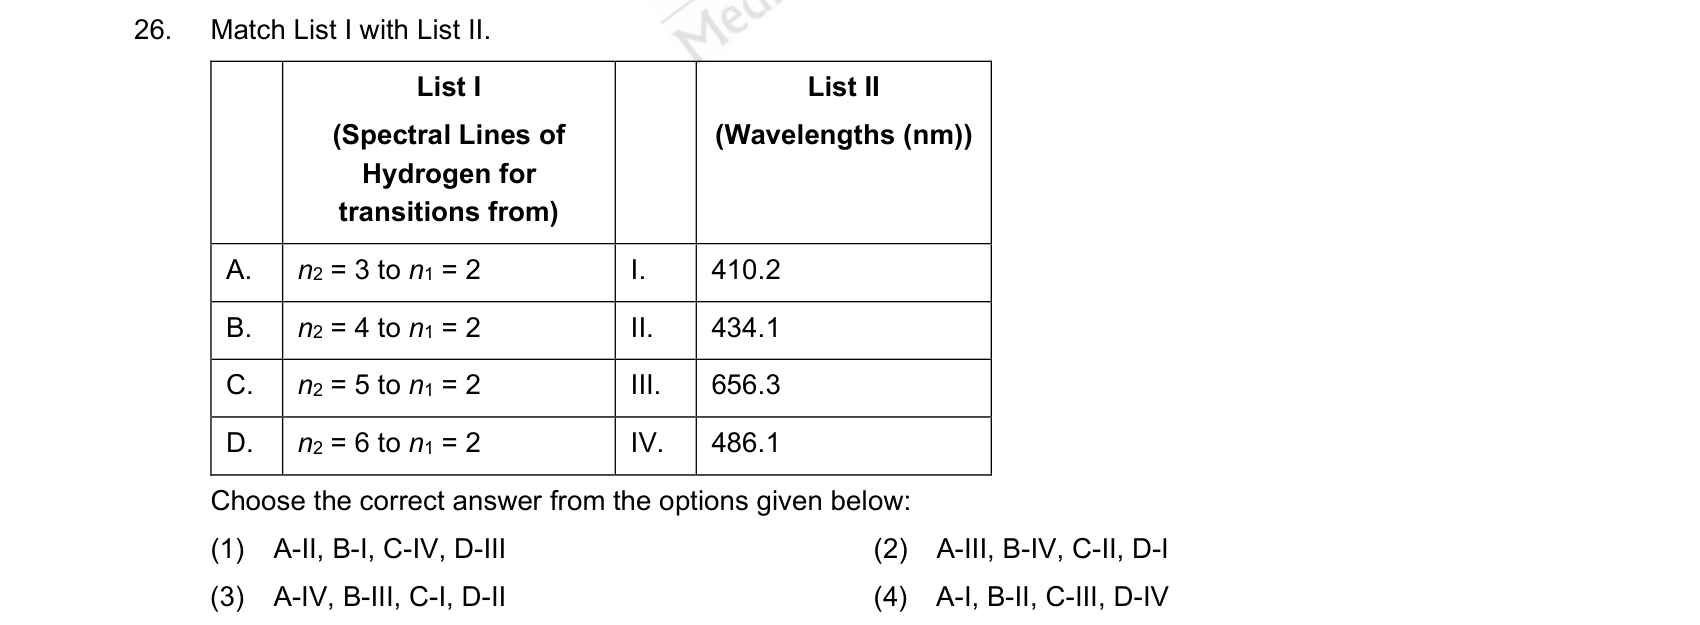 26. Match List I with List II.
List I List II
(Spectral Lines of (Wavelengths (nm))
Hydrogen for
transitions from)
A. n2 = 3 to n1 = 2 I. 410.2
B. n2 = 4 to n1 = 2 II. 434.1
C. n2 = 5 to n1 = 2 III. 656.3
D. n2 = 6 to n1 = 2 IV. 486.1
Choose the correct answer from the options given below:
(1) A-II, B-I, C-IV, D-III (2) A-III, B-IV, C-II, D-I
(3) A-IV, B-III, C-I, D-II (4) A-I, B-II, C-III, D-IV